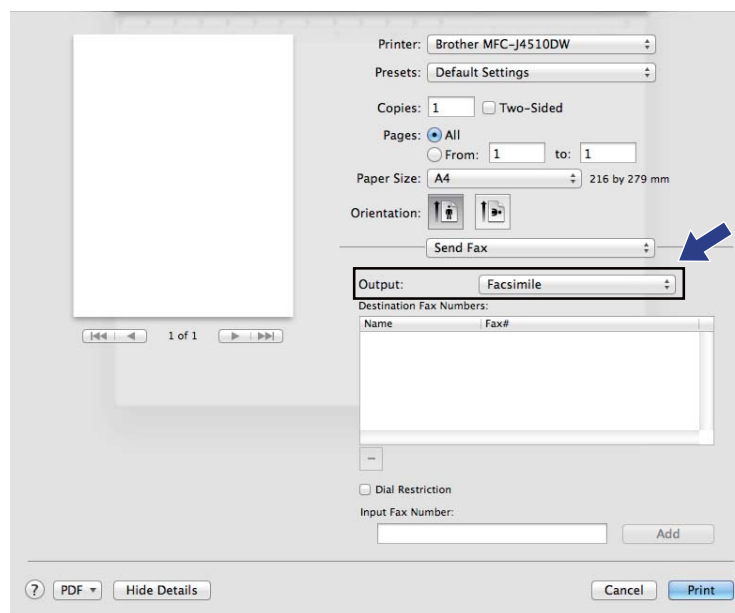 Printer: Brother MFC-J4510DW
Presets: Default Settings
Copies: 1 Two-Sided
Pages: All
From: 1 to: 1
Paper Size: A4 216 by 279 mm
Orientation:
Send Fax
Output: Facsimile
Destination Fax Numbers:
Name Fax#
1 of 1
Dial Restriction
Input Fax Number:
Add
? PDF Hide Details Cancel Print